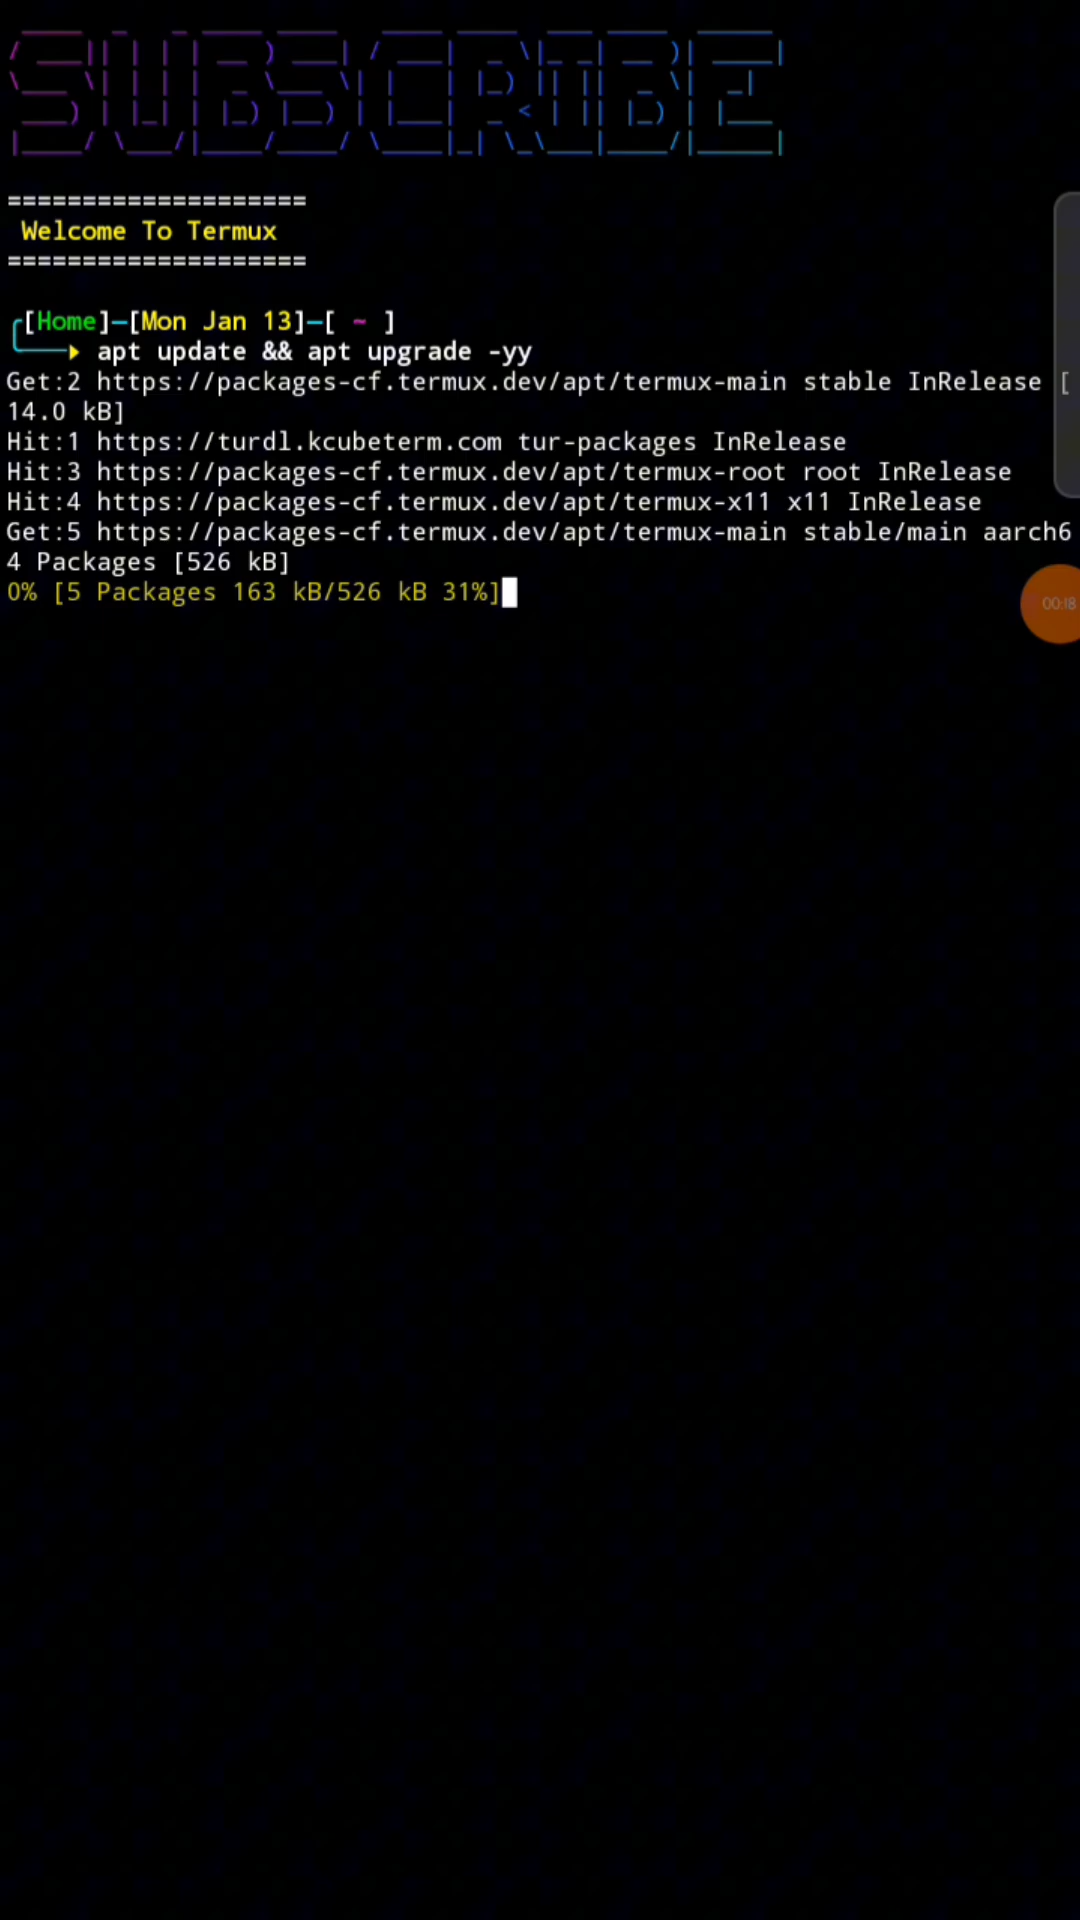 SUBSCRIBE
====================
Welcome To Termux
====================
[Home]—[Mon Jan 13]—[ ~ ]
apt update && apt upgrade -yy
Get:2 https://packages-cf.termux.dev/apt/termux-main stable InRelease [
14.0 kB]
Hit:1 https://turdl.kcubeterm.com tur-packages InRelease
Hit:3 https://packages-cf.termux.dev/apt/termux-root root InRelease
Hit:4 https://packages-cf.termux.dev/apt/termux-x11 x11 InRelease
Get:5 https://packages-cf.termux.dev/apt/termux-main stable/main aarch6
4 Packages [526 kB]
0% [5 Packages 163 kB/526 kB 31%]
00:18